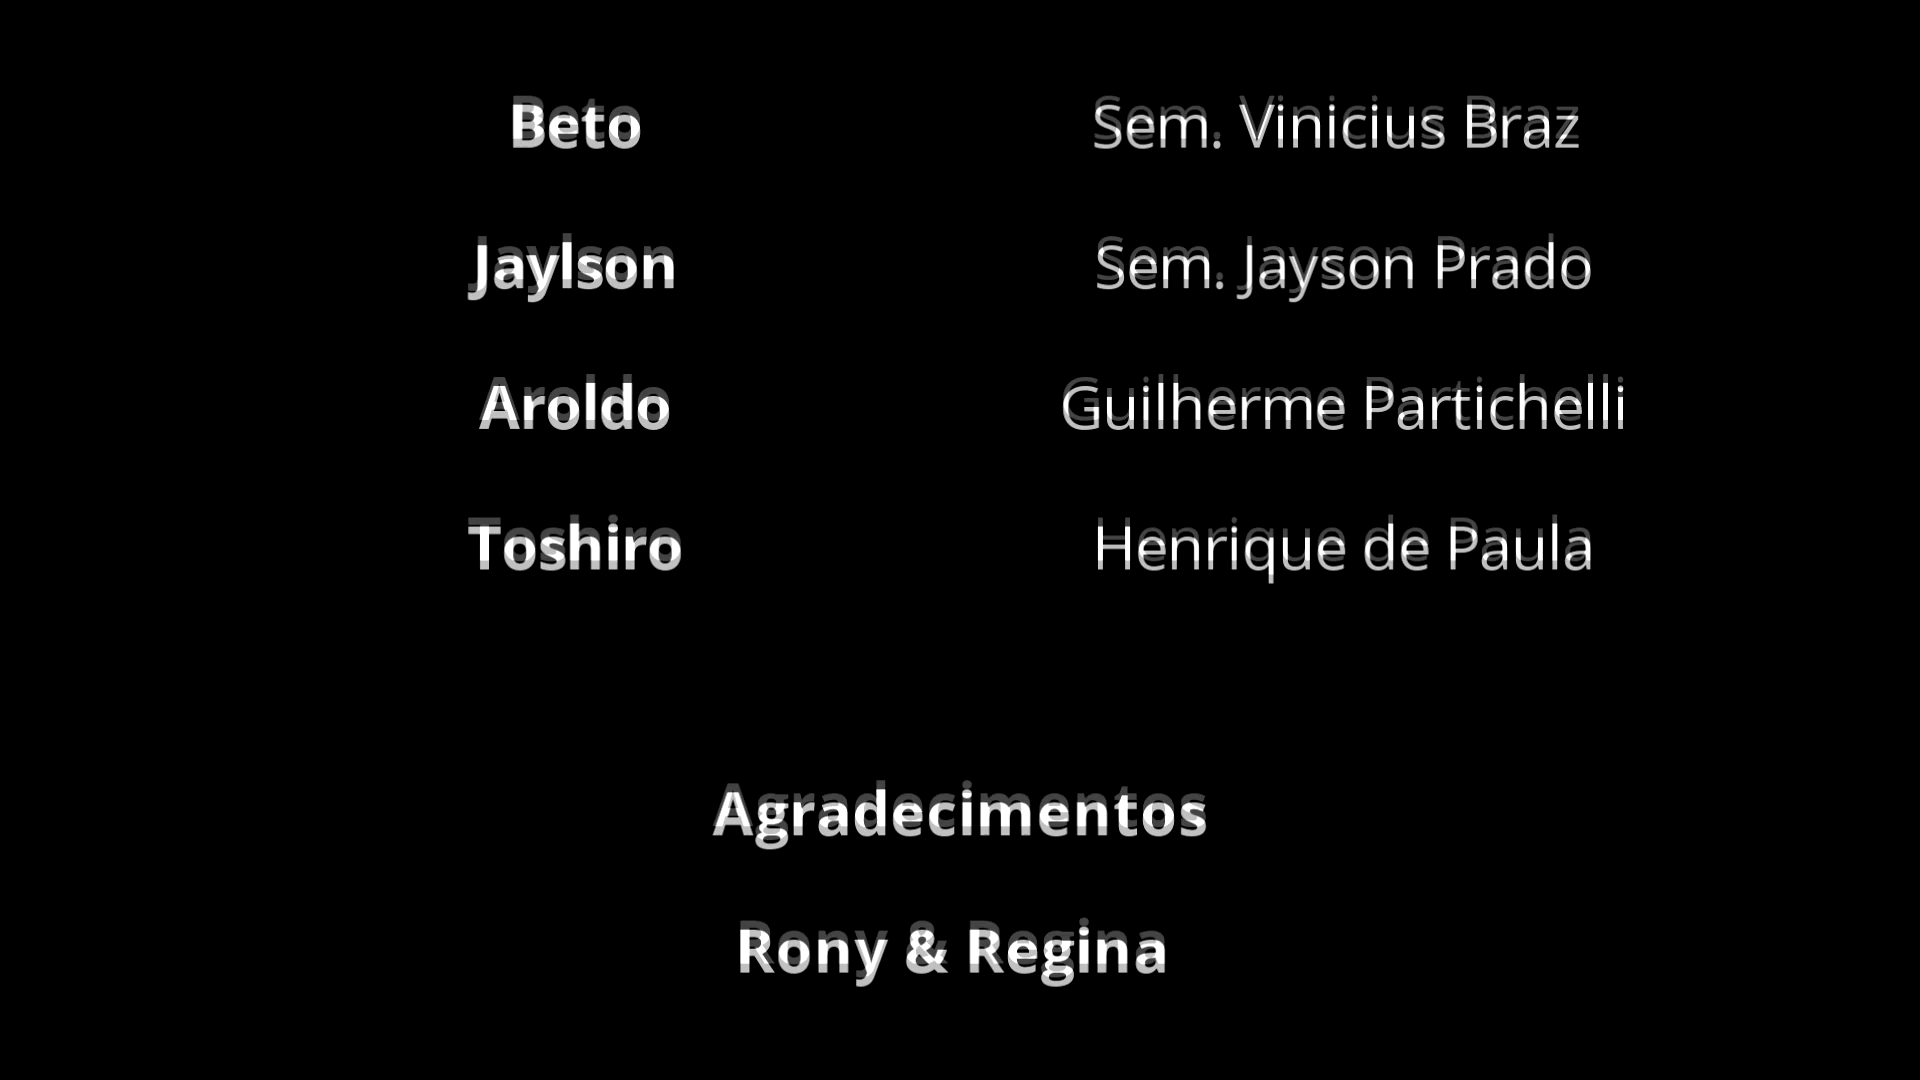 Beto Sem. Vinicius Braz
Jaylson Sem. Jayson Prado
Aroldo Guilherme Partichelli
Toshiro Henrique de Paula
Agradecimentos
Rony & Regina